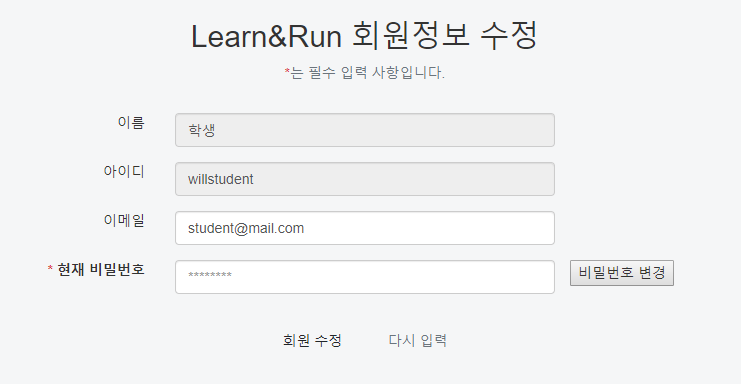 Learn&Run 회원정보 수정
*는 필수 입력 사항입니다.
이름 학생
아이디 willstudent
이메일 student@mail.com
* 현재 비밀번호 ******** 비밀번호 변경
회원 수정 다시 입력